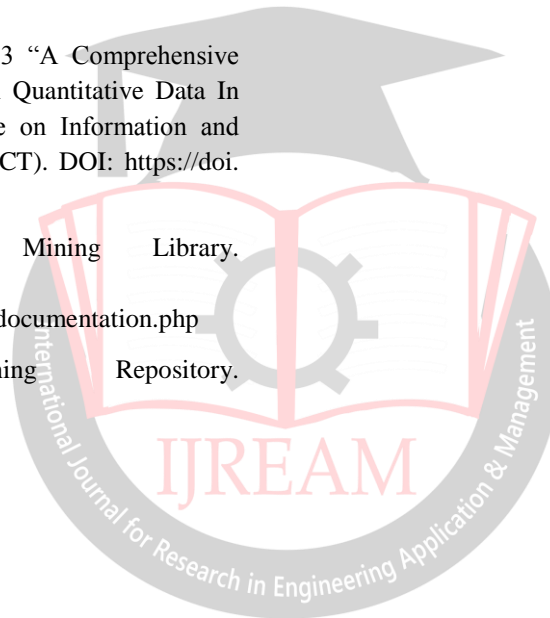 3 “A Comprehensive
Quantitative Data In
e on Information and
CT). DOI: https://doi.
Mining Library.
documentation.php
ning Repository.
International Journal for Research in Engineering Application & Management
IJREAM